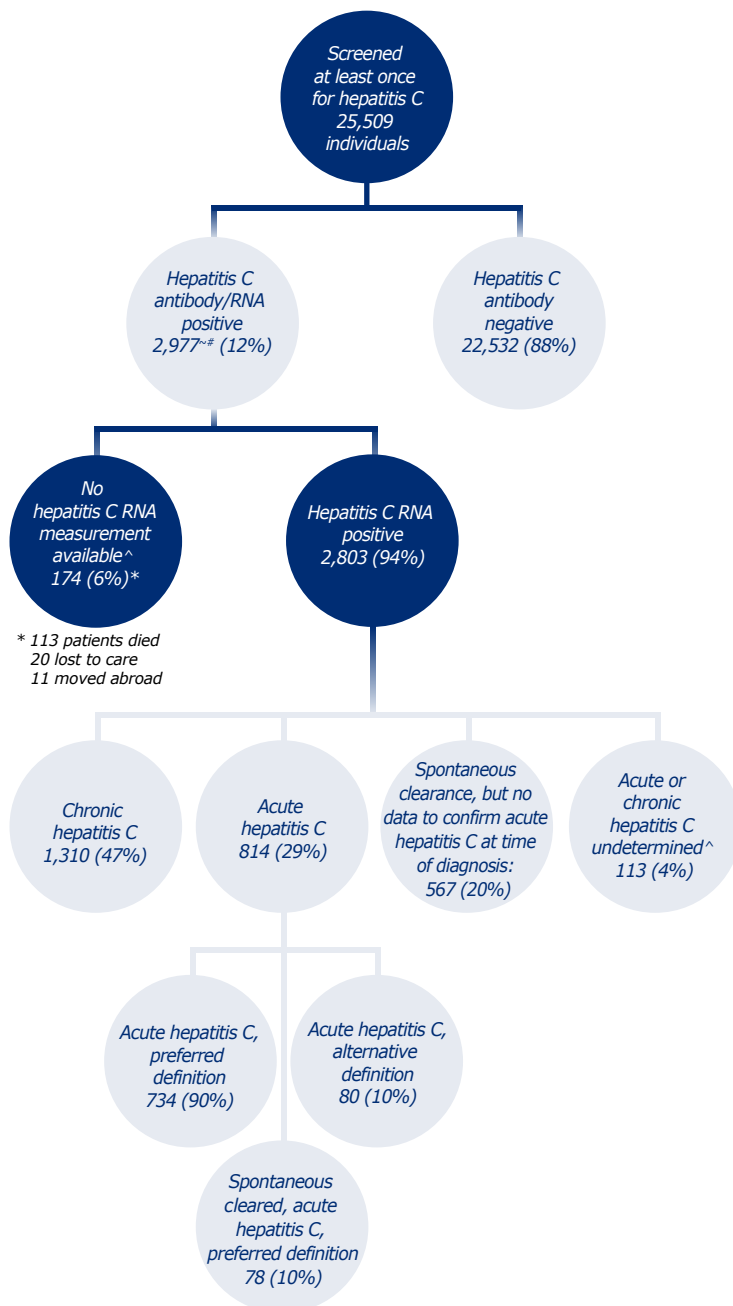 Screened
at least once
for hepatitis C
25,509
individuals
Hepatitis C
antibody/RNA
positive
2,977~# (12%)
Hepatitis C
antibody
negative
22,532 (88%)
No
hepatitis C RNA
measurement
available^
174 (6%)*
Hepatitis C RNA
positive
2,803 (94%)
* 113 patients died
20 lost to care
11 moved abroad
Chronic
hepatitis C
1,310 (47%)
Acute
hepatitis C
814 (29%)
Spontaneous
clearance, but no
data to confirm acute
hepatitis C at time
of diagnosis:
567 (20%)
Acute or
chronic
hepatitis C
undetermined^
113 (4%)
Acute hepatitis C,
preferred
definition
734 (90%)
Acute hepatitis C,
alternative
definition
80 (10%)
Spontaneous
cleared, acute
hepatitis C,
preferred definition
78 (10%)